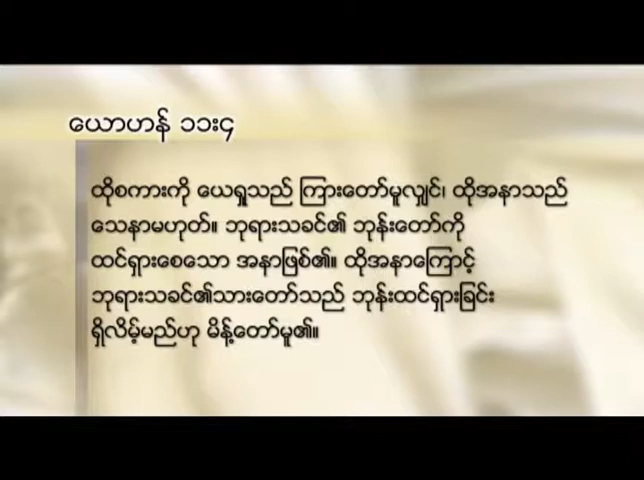 ယောဟန် ၁၁း၄
ထိုစကားကို ယေရှုသည် ကြားတော်မူလျှင်၊ ထိုအနာသည်
သေနာမဟုတ်။ ဘုရားသခင်၏ ဘုန်းတော်ကို
ထင်ရှားစေသော အနာဖြစ်၏။ ထိုအနာကြောင့်
ဘုရားသခင်၏သားတော်သည် ဘုန်းထင်ရှားခြင်း
ရှိလိမ့်မည်ဟု မိန့်တော်မူ၏။